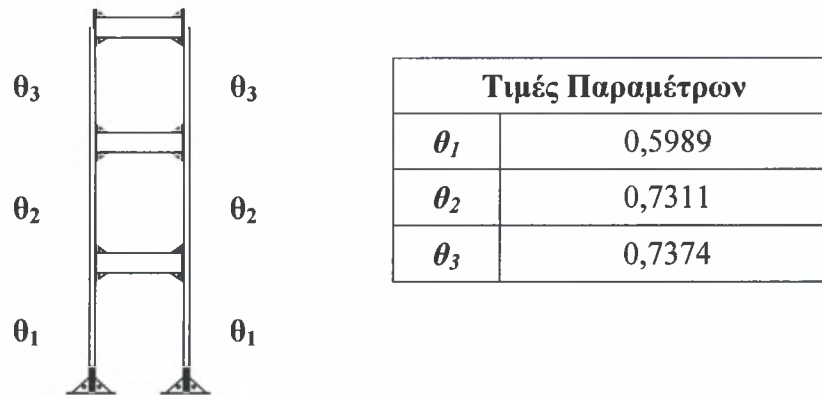 θ3 θ3
θ2 θ2
θ1 θ1
Τιμές Παραμέτρων
θ1 0,5989
θ2 0,7311
θ3 0,7374